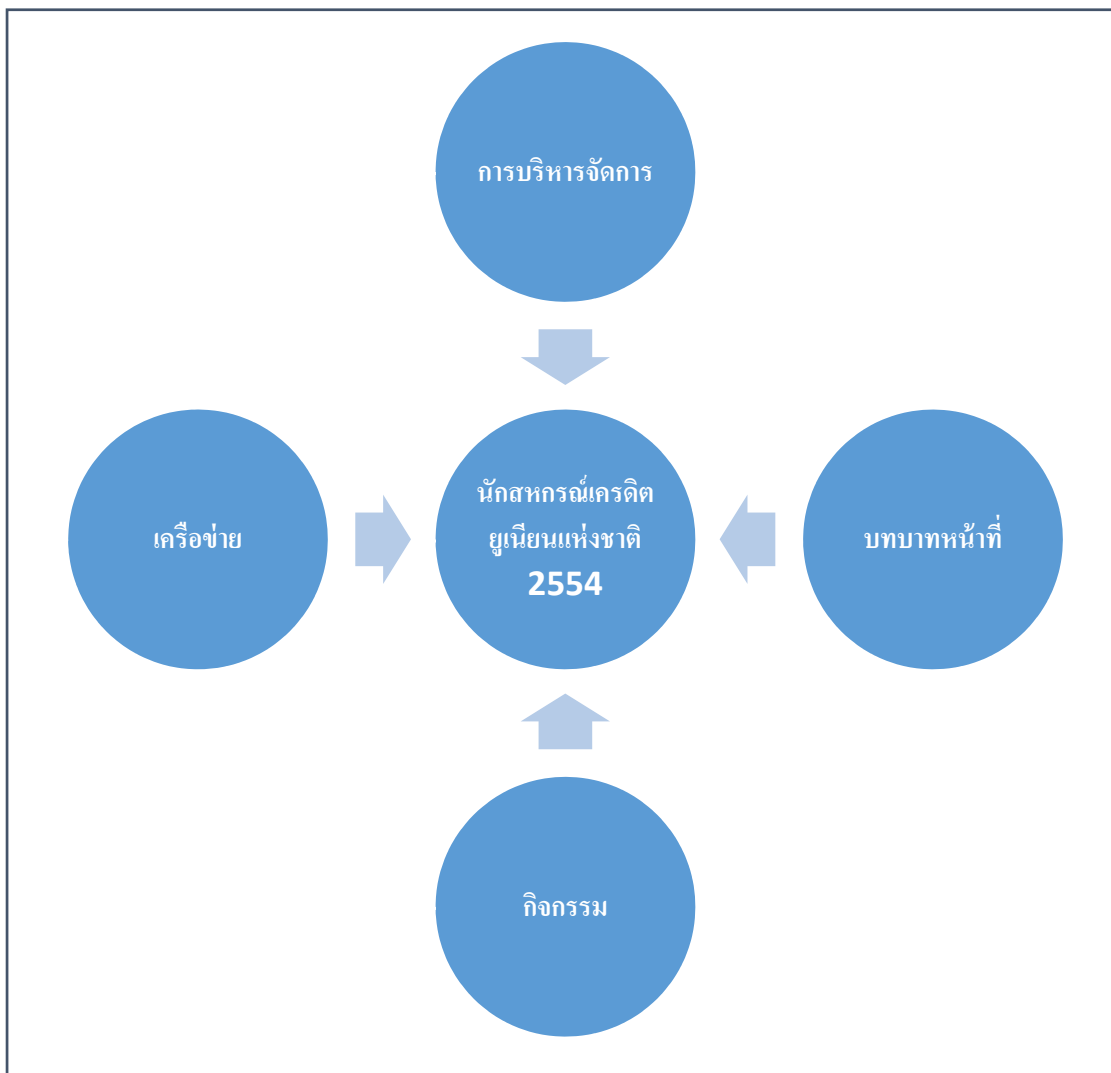 การบริหารจัดการ
เครือข่าย
นักสหกรณ์เครดิต
ยูเนียนแห่งชาติ
2554
บทบาทหน้าที่
กิจกรรม